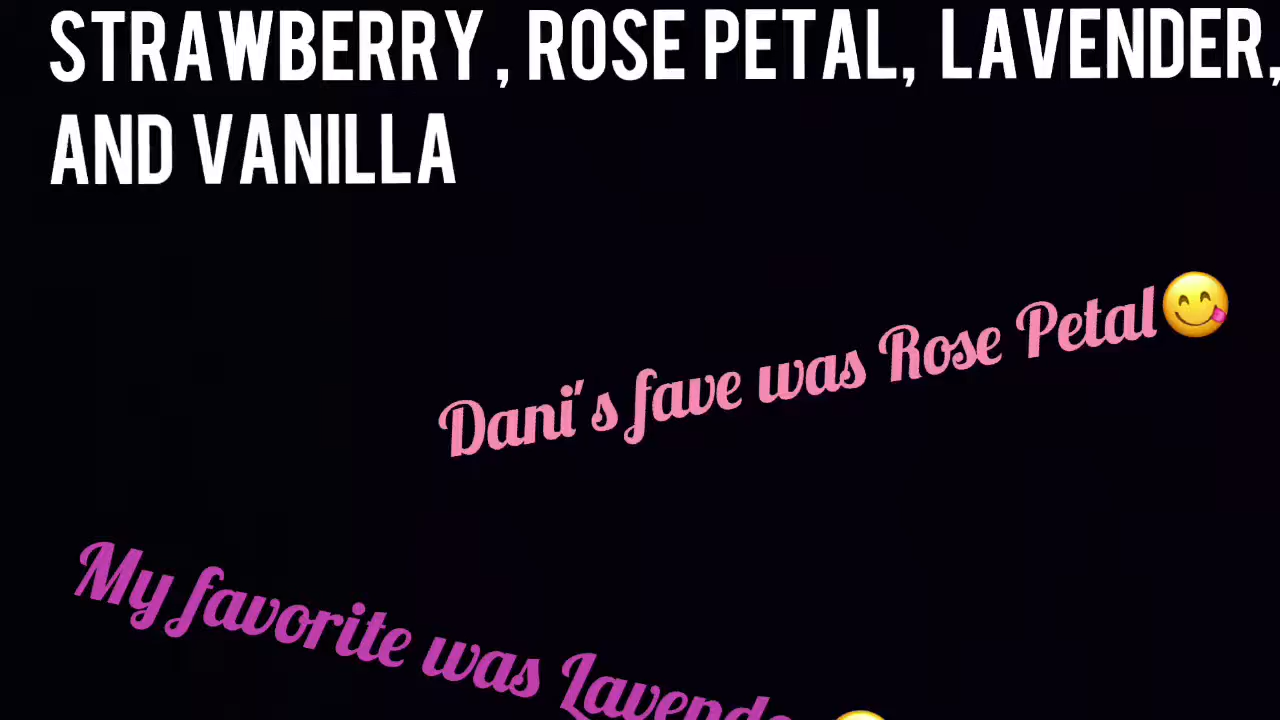 STRAWBERRY, ROSE PETAL, LAVENDER,
AND VANILLA
Dani's fave was Rose Petal😋
My favorite was